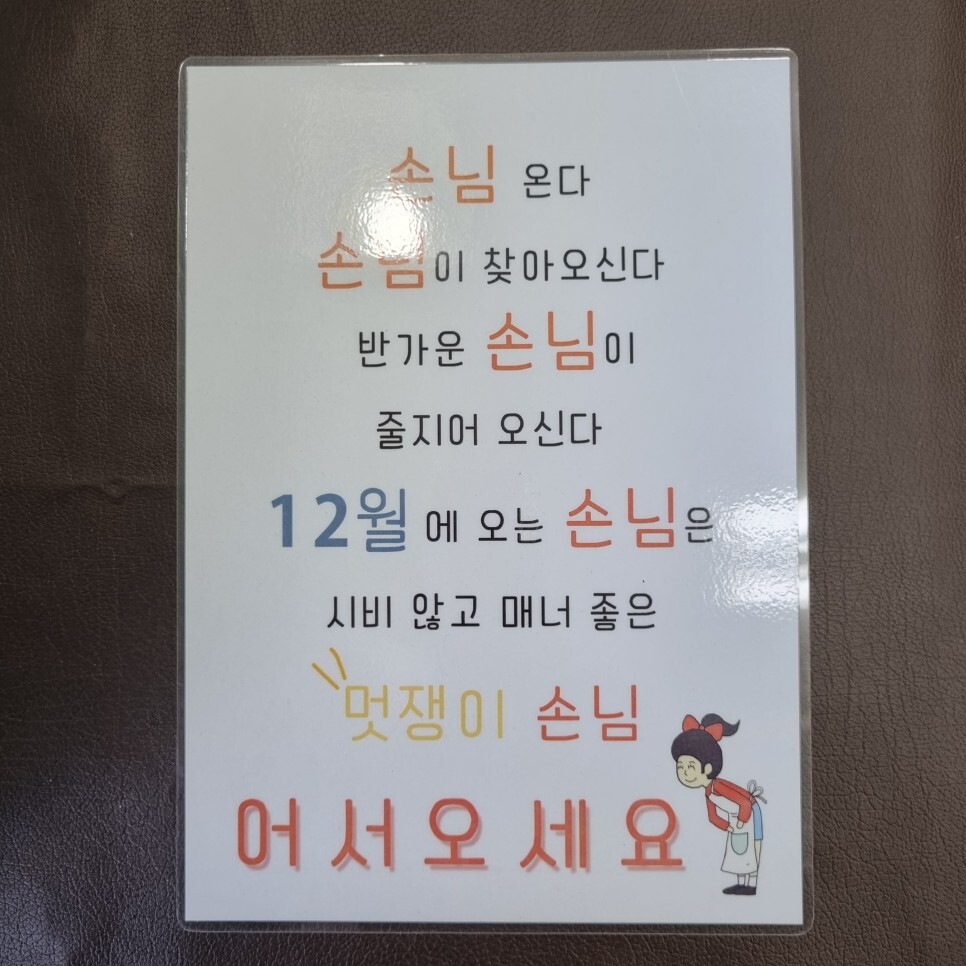 손님 온다
손님이 찾아오신다
반가운 손님이
줄지어 오신다
12월에 오는 손님은
시비 않고 매너 좋은
멋쟁이 손님
어서오세요